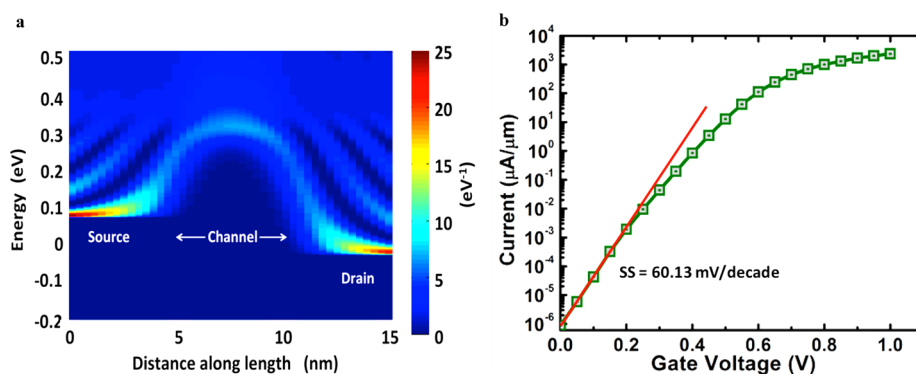 a
b
Energy (eV)
0.5
0.4
0.3
0.2
0.1
0
-0.1
-0.2
Source
Channel
Drain
0
5
10
15
Distance along length (nm)
25
20
15
10
5
0
(eV⁻¹)
Current (μA/μm)
10⁴
10³
10²
10¹
10⁰
10⁻¹
10⁻²
10⁻³
10⁻⁴
10⁻⁵
10⁻⁶
SS = 60.13 mV/decade
0.0 0.2 0.4 0.6 0.8 1.0
Gate Voltage (V)